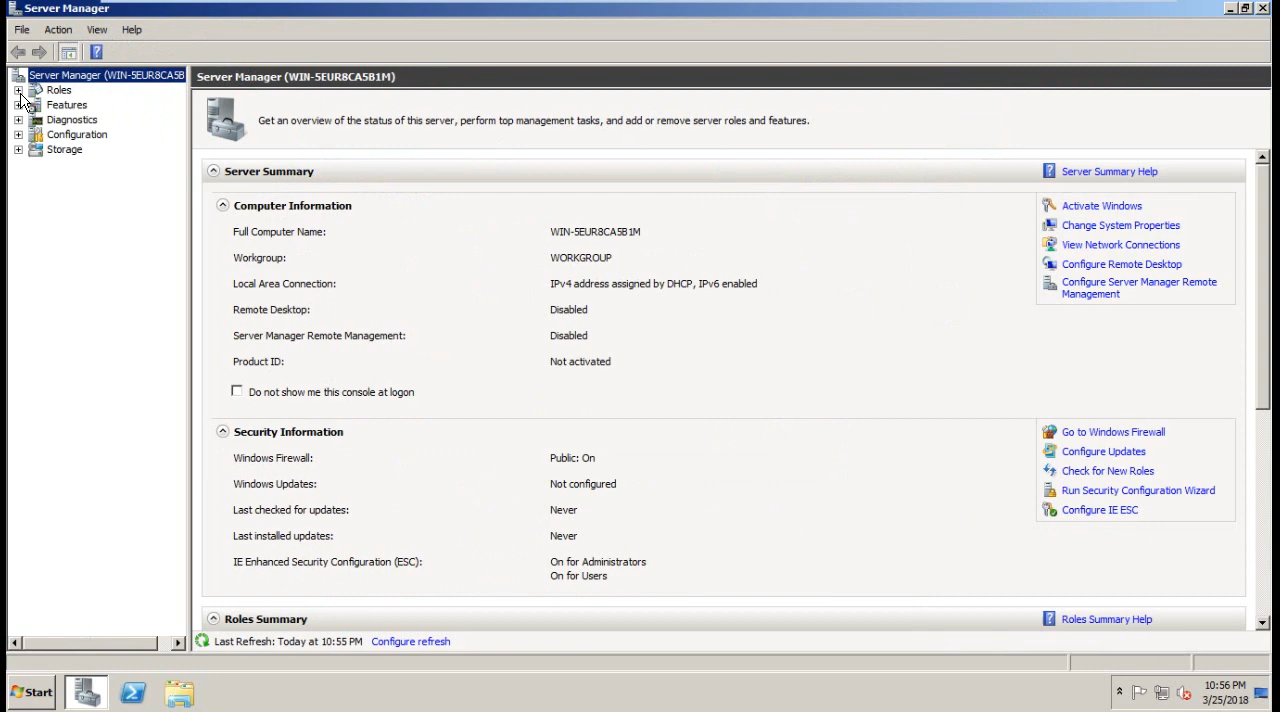 Server Manager
File Action View Help
Server Manager (WIN-5EUR8CA5B
Roles
Features
Diagnostics
Configuration
Storage
Server Manager (WIN-5EUR8CA5B1M)
Get an overview of the status of this server, perform top management tasks, and add or remove server roles and features.
Server Summary
Server Summary Help
Computer Information
Full Computer Name: WIN-5EUR8CA5B1M
Workgroup: WORKGROUP
Local Area Connection: IPv4 address assigned by DHCP, IPv6 enabled
Remote Desktop: Disabled
Server Manager Remote Management: Disabled
Product ID: Not activated
Do not show me this console at logon
Activate Windows
Change System Properties
View Network Connections
Configure Remote Desktop
Configure Server Manager Remote
Management
Security Information
Windows Firewall: Public: On
Windows Updates: Not configured
Last checked for updates: Never
Last installed updates: Never
IE Enhanced Security Configuration (ESC): On for Administrators
On for Users
Go to Windows Firewall
Configure Updates
Check for New Roles
Run Security Configuration Wizard
Configure IE ESC
Roles Summary
Roles Summary Help
Last Refresh: Today at 10:55 PM Configure refresh
Start
10:56 PM
3/25/2018